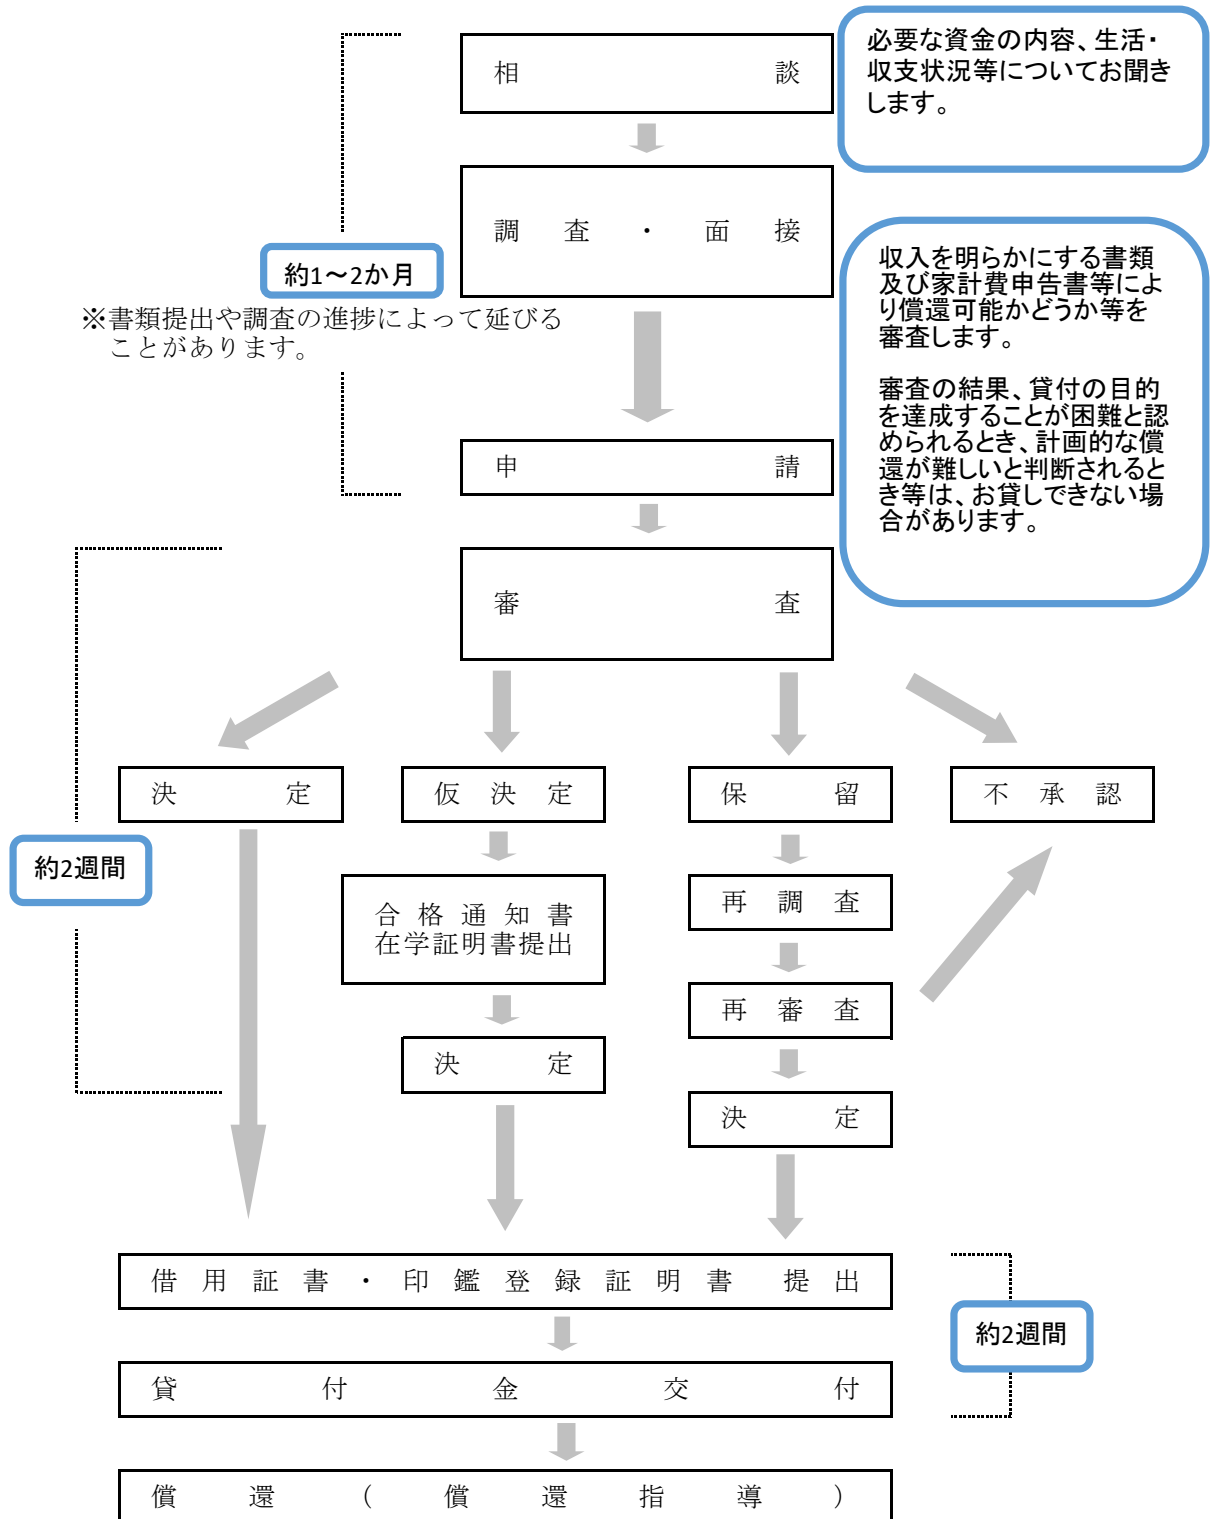 相談
必要な資金の内容、生活・
収支状況等についてお聞き
します。
調査・面接
約1～2か月
※書類提出や調査の進捗によって延びる
ことがあります。
収入を明らかにする書類
及び家計費申告書等によ
り償還可能かどうか等を
審査します。
審査の結果、貸付の目的
を達成することが困難と認
められるとき、計画的な償
還が難しいと判断されると
き等は、お貸しできない場
合があります。
申請
審査
決定
仮決定
保留
不承認
約2週間
合格通知書
在学証明書提出
再調査
再審査
決定
決定
借用証書・印鑑登録証明書 提出
約2週間
貸付金交付
償還(償還指導)